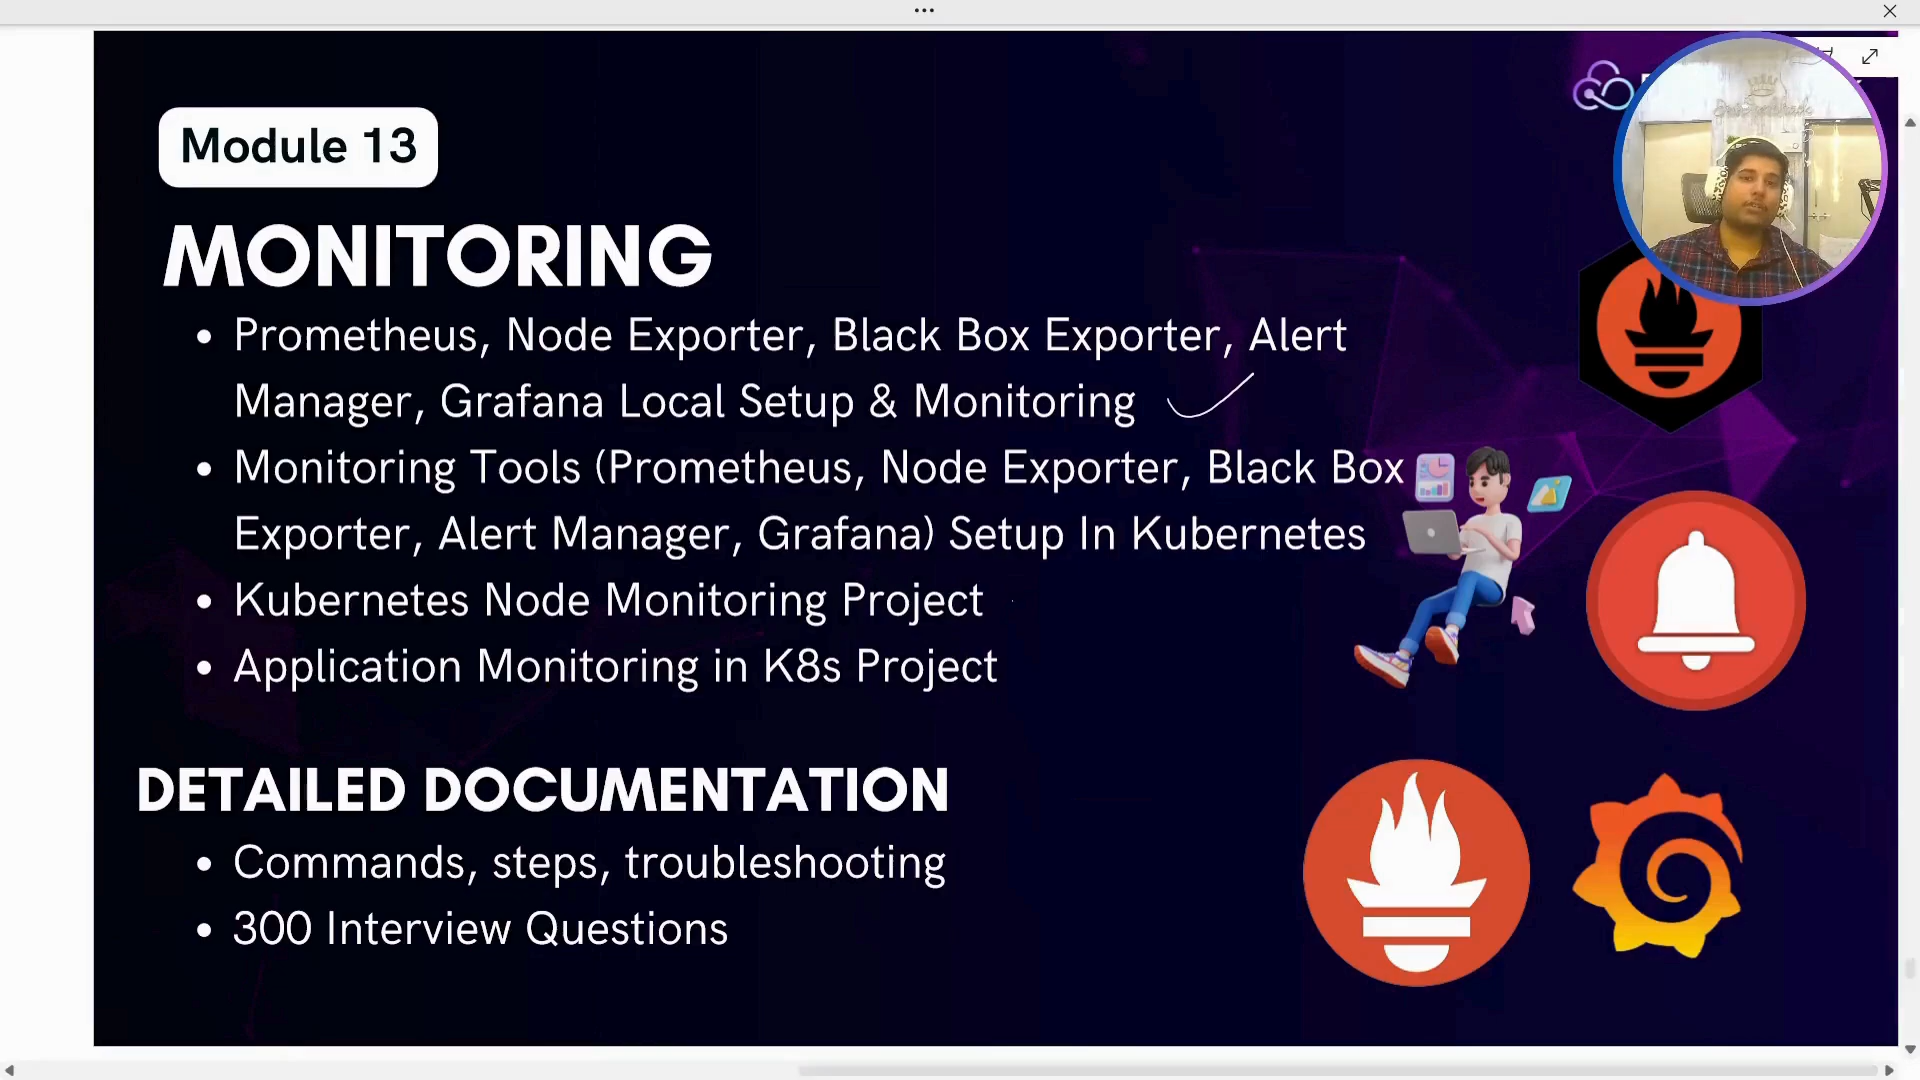 Module 13
MONITORING
• Prometheus, Node Exporter, Black Box Exporter, Alert
Manager, Grafana Local Setup & Monitoring
• Monitoring Tools (Prometheus, Node Exporter, Black Box
Exporter, Alert Manager, Grafana) Setup In Kubernetes
• Kubernetes Node Monitoring Project
• Application Monitoring in K8s Project
DETAILED DOCUMENTATION
• Commands, steps, troubleshooting
• 300 Interview Questions